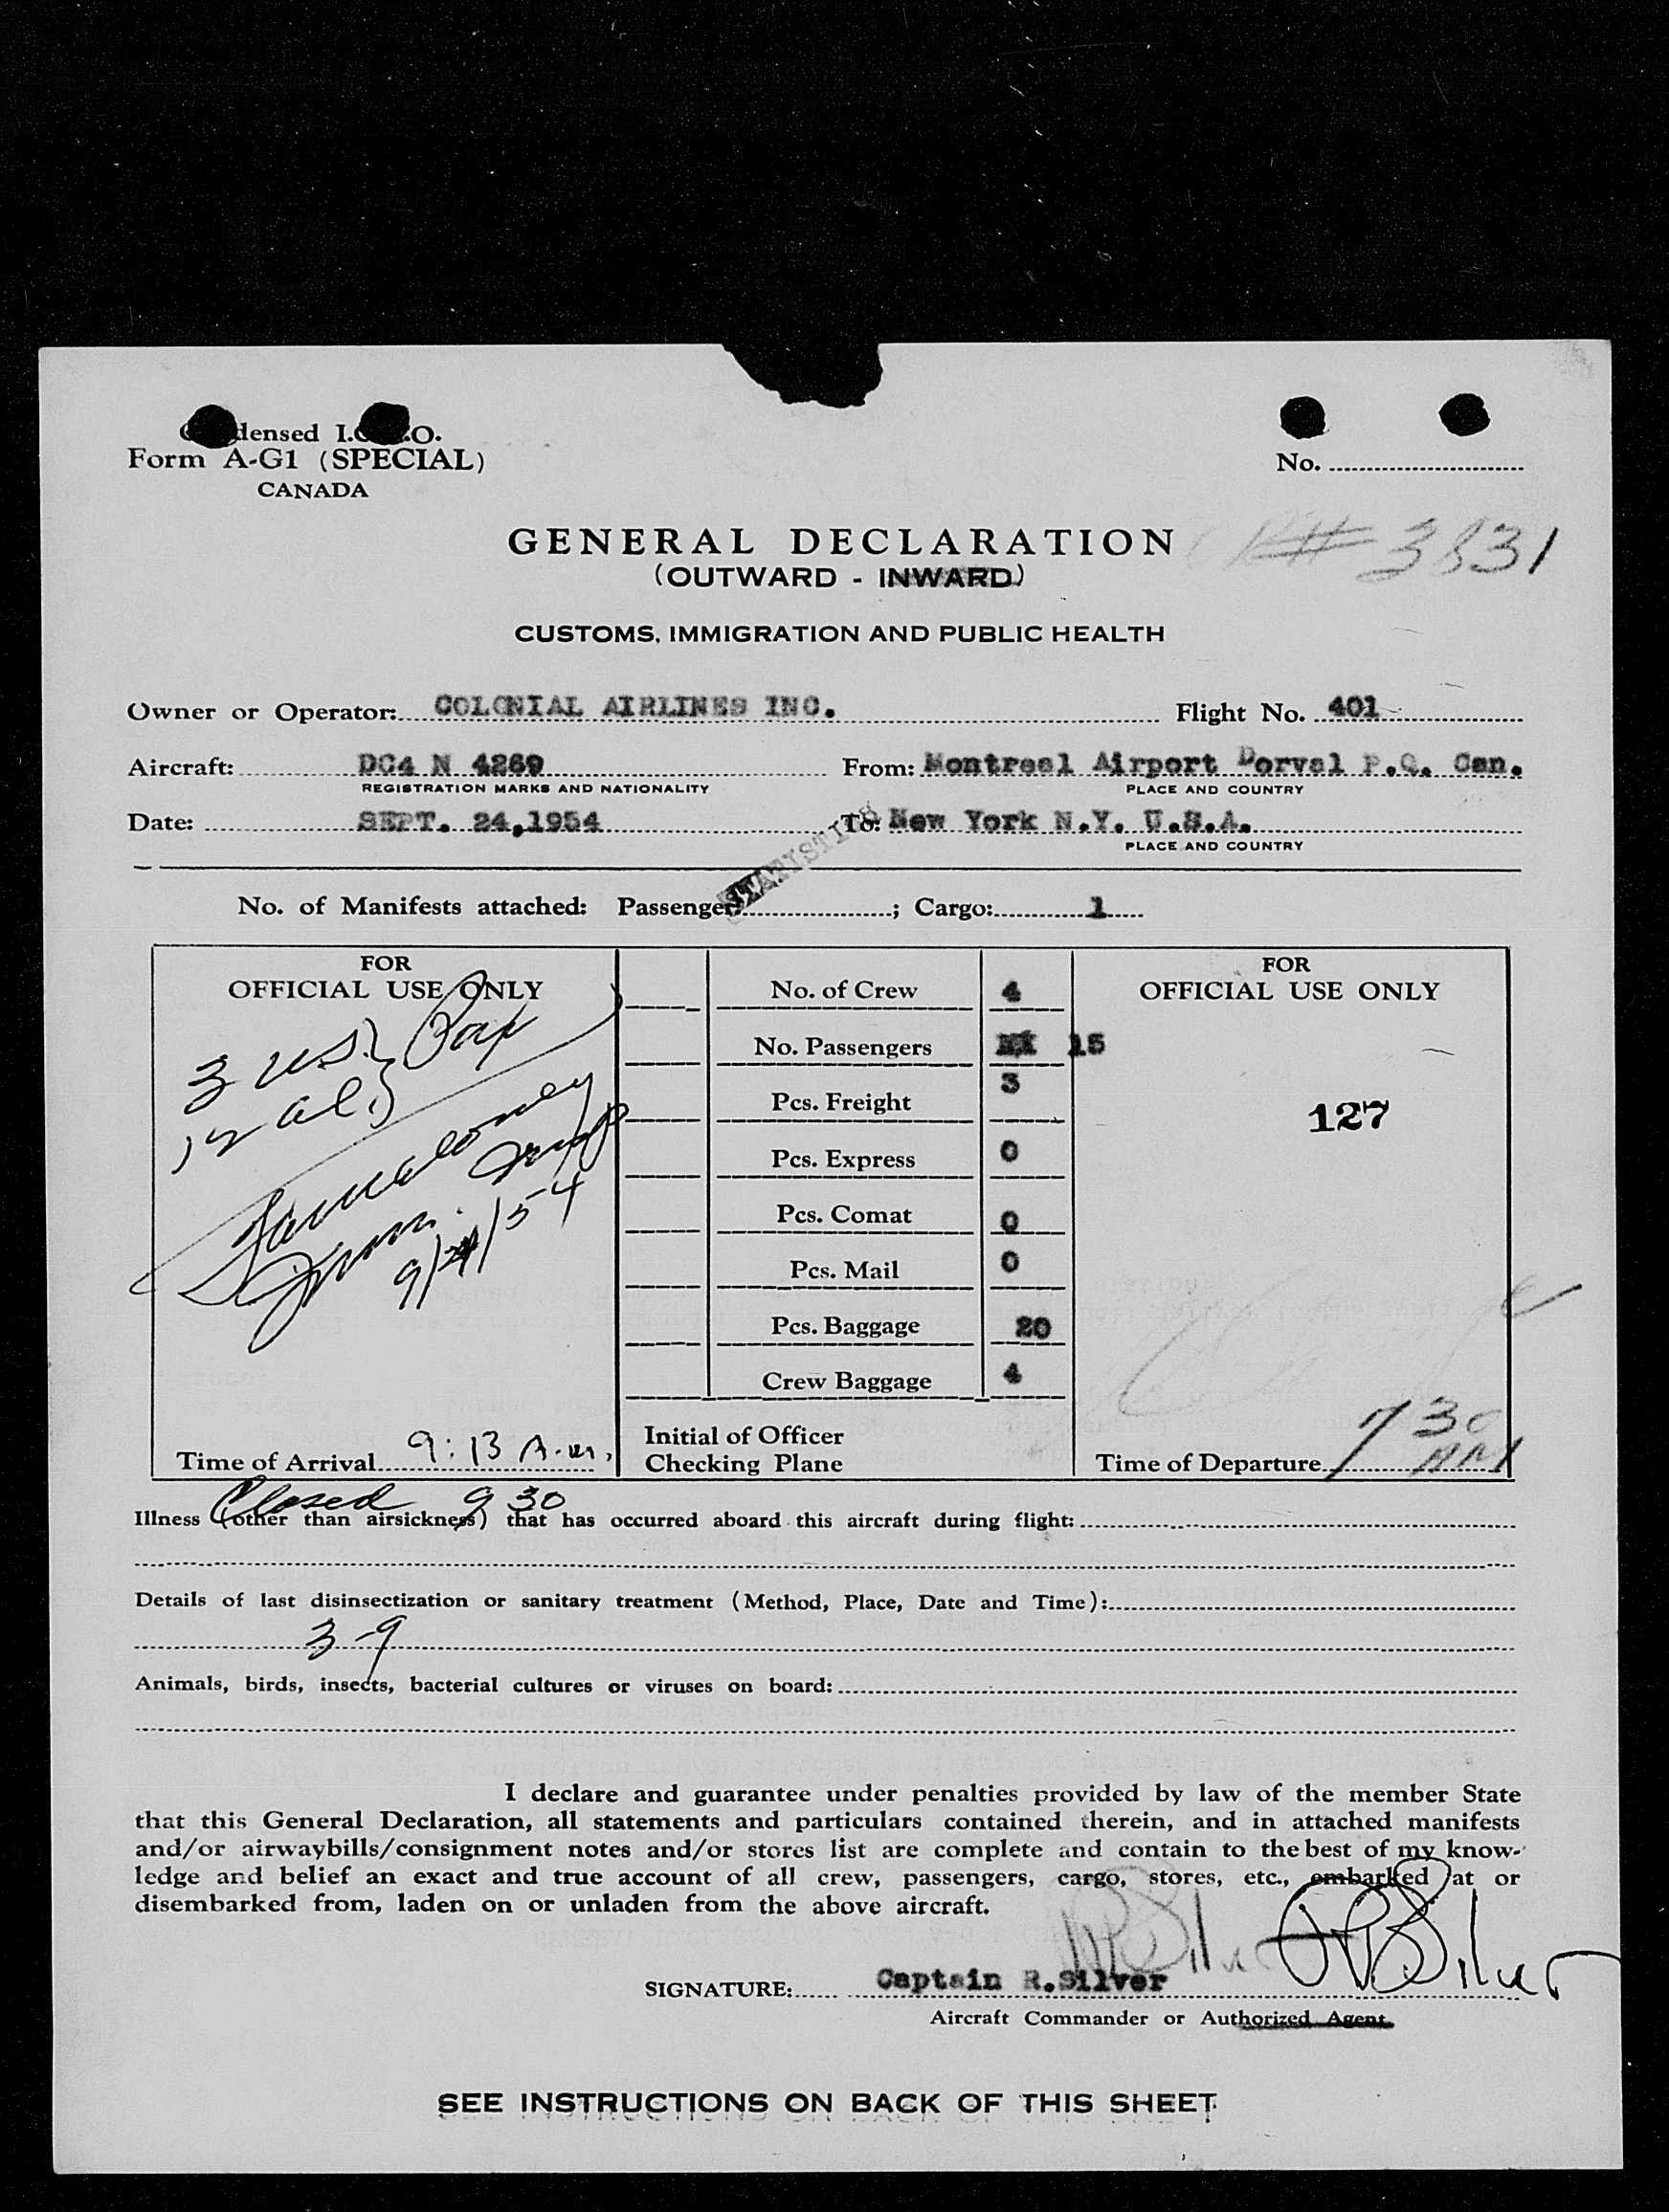 densed I. .O.
Form A-G1 (SPECIAL)
CANADA
No.
GENERAL DECLARATION
# 3831
(OUTWARD - INWARD)
CUSTOMS, IMMIGRATION AND PUBLIC HEALTH
Owner or Operator: COLONIAL AIRLINES INC. Flight No. 401
Aircraft: DC4 N 4269 From: Montreal Airport Dorval P.Q. Can.
REGISTRATION MARKS AND NATIONALITY PLACE AND COUNTRY
Date: SEPT. 24,1954 To: New York N.Y. U.S.A.
PLACE AND COUNTRY
STATISTICS
No. of Manifests attached: Passenger ; Cargo: 1
FOR
OFFICIAL USE ONLY
3 US. } Pax
12 al. }
Imm.
9/24/54
Time of Arrival 9:13 A.m.
No. of Crew 4
No. Passengers 15
Pcs. Freight 3
Pcs. Express 0
Pcs. Comat 0
Pcs. Mail 0
Pcs. Baggage 20
Crew Baggage 4
Initial of Officer
Checking Plane
FOR
OFFICIAL USE ONLY
127
Time of Departure 7 30 AM
Closed 9 30
Illness (other than airsickness) that has occurred aboard this aircraft during flight:
Details of last disinsectization or sanitary treatment (Method, Place, Date and Time):
3-9
Animals, birds, insects, bacterial cultures or viruses on board:
I declare and guarantee under penalties provided by law of the member State
that this General Declaration, all statements and particulars contained therein, and in attached manifests
and/or airwaybills/consignment notes and/or stores list are complete and contain to the best of my know-
ledge and belief an exact and true account of all crew, passengers, cargo, stores, etc., embarked at or
disembarked from, laden on or unladen from the above aircraft.
RSilver RSilver
SIGNATURE: Captain R.Silver
Aircraft Commander or Authorized Agent
SEE INSTRUCTIONS ON BACK OF THIS SHEET